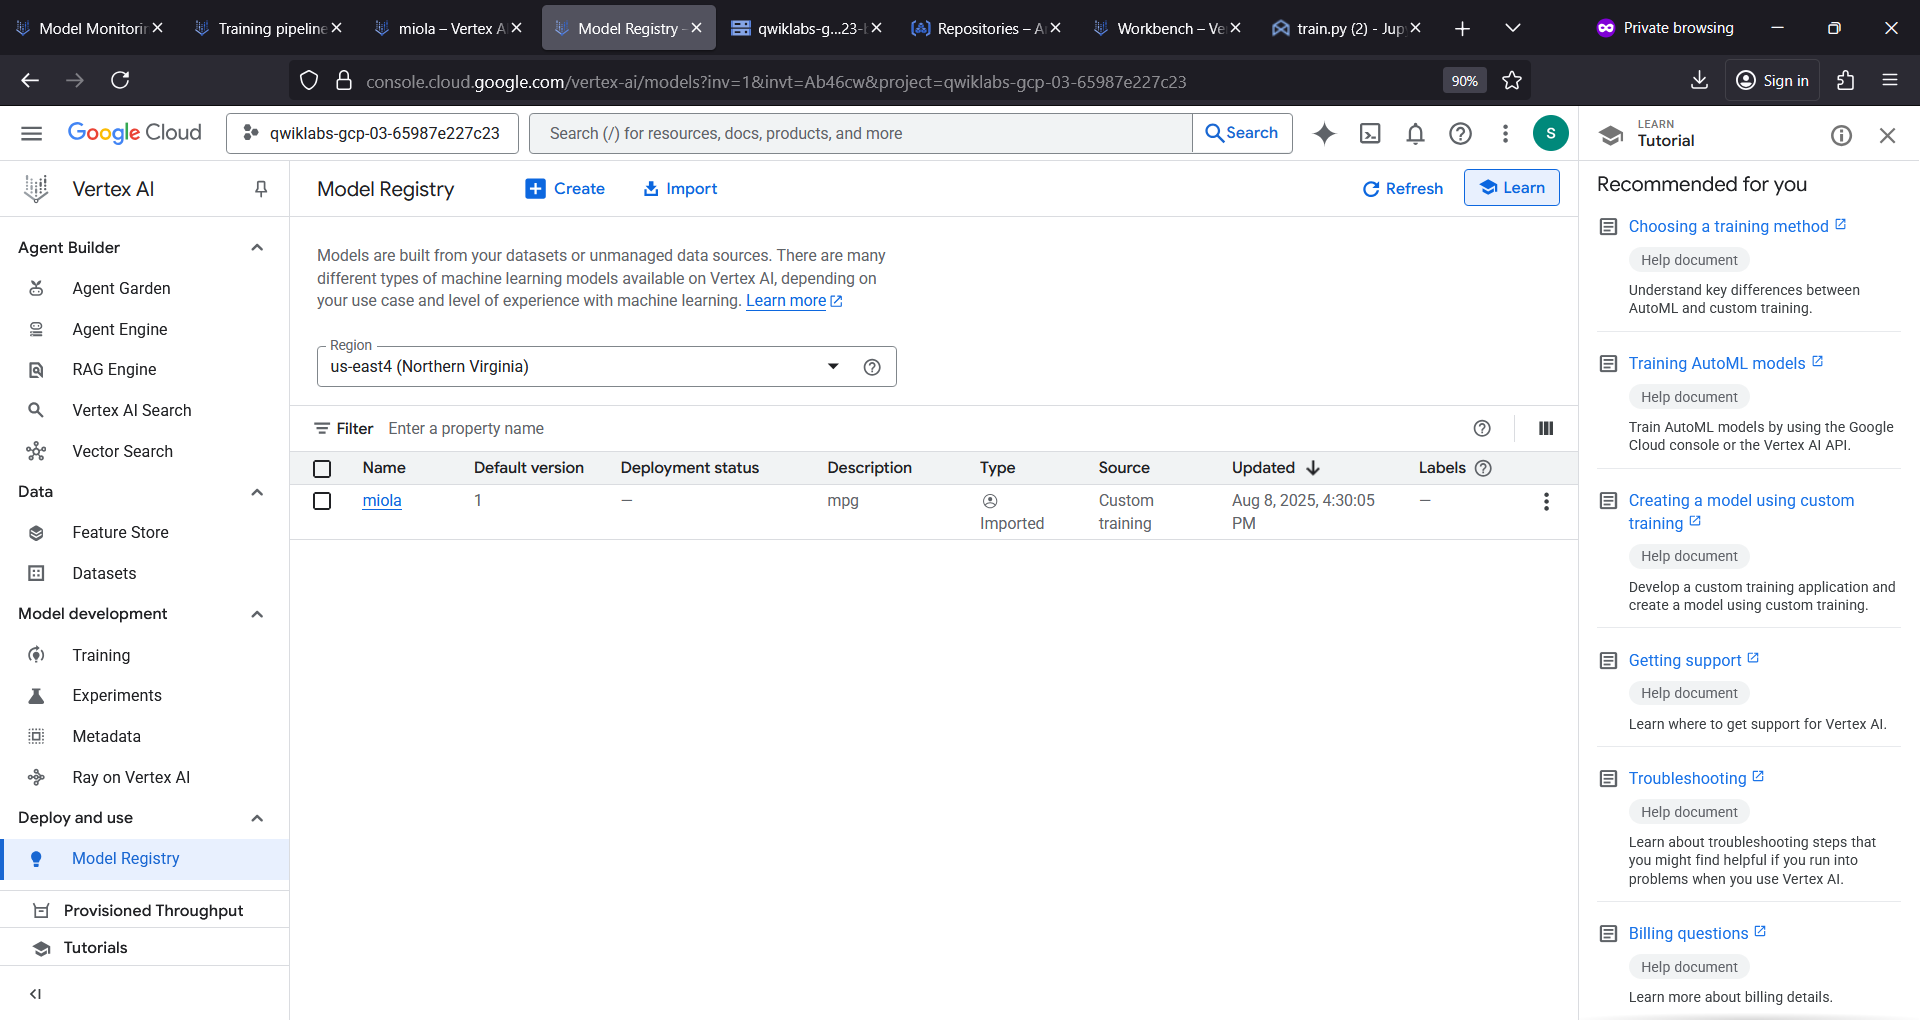 Model Monitorin
Training pipeline
miola – Vertex A
Model Registry -
qwiklabs-g...23-
Repositories – A
Workbench – Ve
train.py (2) - Jup
Private browsing
console.cloud.google.com/vertex-ai/models?inv=1&invt=Ab46cw&project=qwiklabs-gcp-03-65987e227c23
90%
Sign in
Google Cloud
qwiklabs-gcp-03-65987e227c23
Search (/) for resources, docs, products, and more
Search
S
LEARN
Tutorial
Vertex AI
Agent Builder
Agent Garden
Agent Engine
RAG Engine
Vertex AI Search
Vector Search
Data
Feature Store
Datasets
Model development
Training
Experiments
Metadata
Ray on Vertex AI
Deploy and use
Model Registry
Provisioned Throughput
Tutorials
Model Registry
Create
Import
Refresh
Learn
Models are built from your datasets or unmanaged data sources. There are many
different types of machine learning models available on Vertex AI, depending on
your use case and level of experience with machine learning. Learn more
Region
us-east4 (Northern Virginia)
Filter Enter a property name
Name Default version Deployment status Description Type Source Updated Labels
miola 1 — mpg Imported Custom training Aug 8, 2025, 4:30:05 PM —
Recommended for you
Choosing a training method
Help document
Understand key differences between
AutoML and custom training.
Training AutoML models
Help document
Train AutoML models by using the Google
Cloud console or the Vertex AI API.
Creating a model using custom
training
Help document
Develop a custom training application and
create a model using custom training.
Getting support
Help document
Learn where to get support for Vertex AI.
Troubleshooting
Help document
Learn about troubleshooting steps that
you might find helpful if you run into
problems when you use Vertex AI.
Billing questions
Help document
Learn more about billing details.